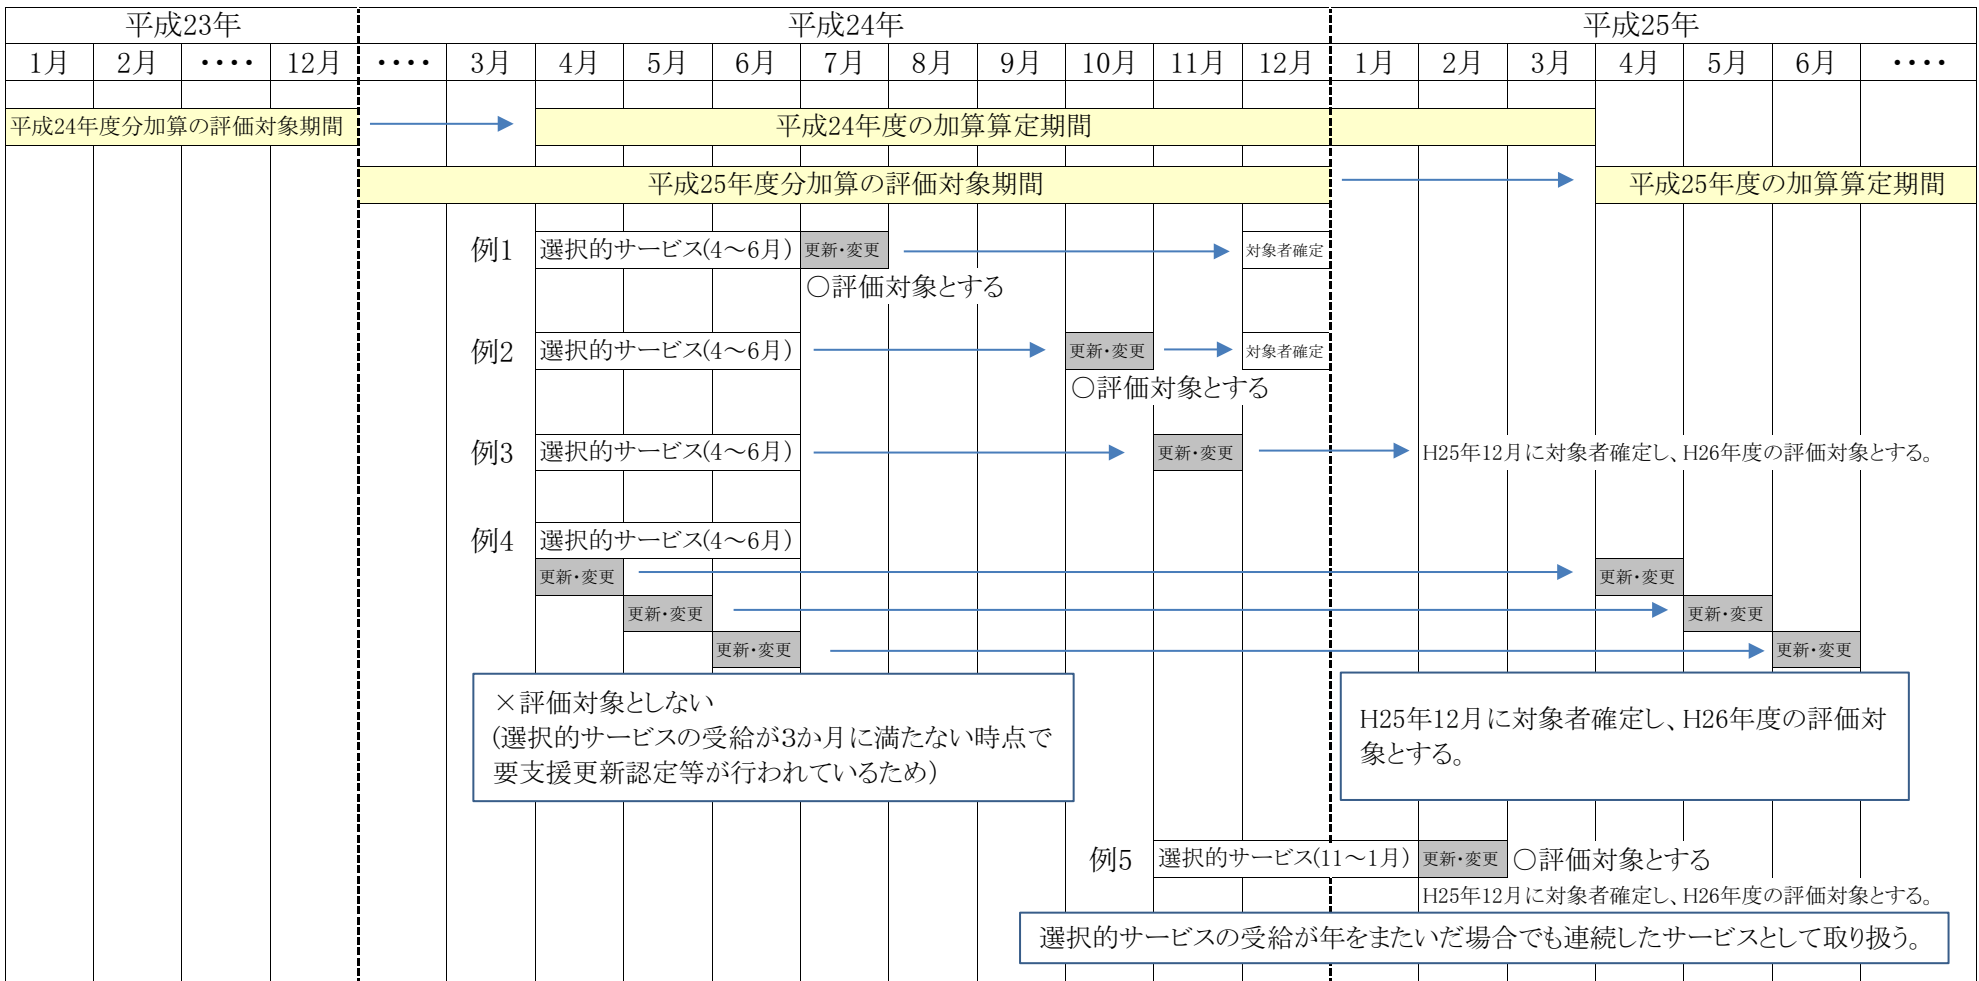 平成23年 平成24年 平成25年
1月 2月 ・・・・ 12月 ・・・・ 3月 4月 5月 6月 7月 8月 9月 10月 11月 12月 1月 2月 3月 4月 5月 6月 ・・・・
平成24年度分加算の評価対象期間 平成24年度の加算算定期間
平成25年度分加算の評価対象期間 平成25年度の加算算定期間
例1 選択的サービス(4～6月) 更新・変更 対象者確定
○評価対象とする
例2 選択的サービス(4～6月) 更新・変更 対象者確定
○評価対象とする
例3 選択的サービス(4～6月) 更新・変更 H25年12月に対象者確定し、H26年度の評価対象とする。
例4 選択的サービス(4～6月)
更新・変更 更新・変更
更新・変更 更新・変更
更新・変更 更新・変更
×評価対象としない
(選択的サービスの受給が3か月に満たない時点で
要支援更新認定等が行われているため)
H25年12月に対象者確定し、H26年度の評価対
象とする。
例5 選択的サービス(11～1月) 更新・変更 ○評価対象とする
H25年12月に対象者確定し、H26年度の評価対象とする。
選択的サービスの受給が年をまたいだ場合でも連続したサービスとして取り扱う。